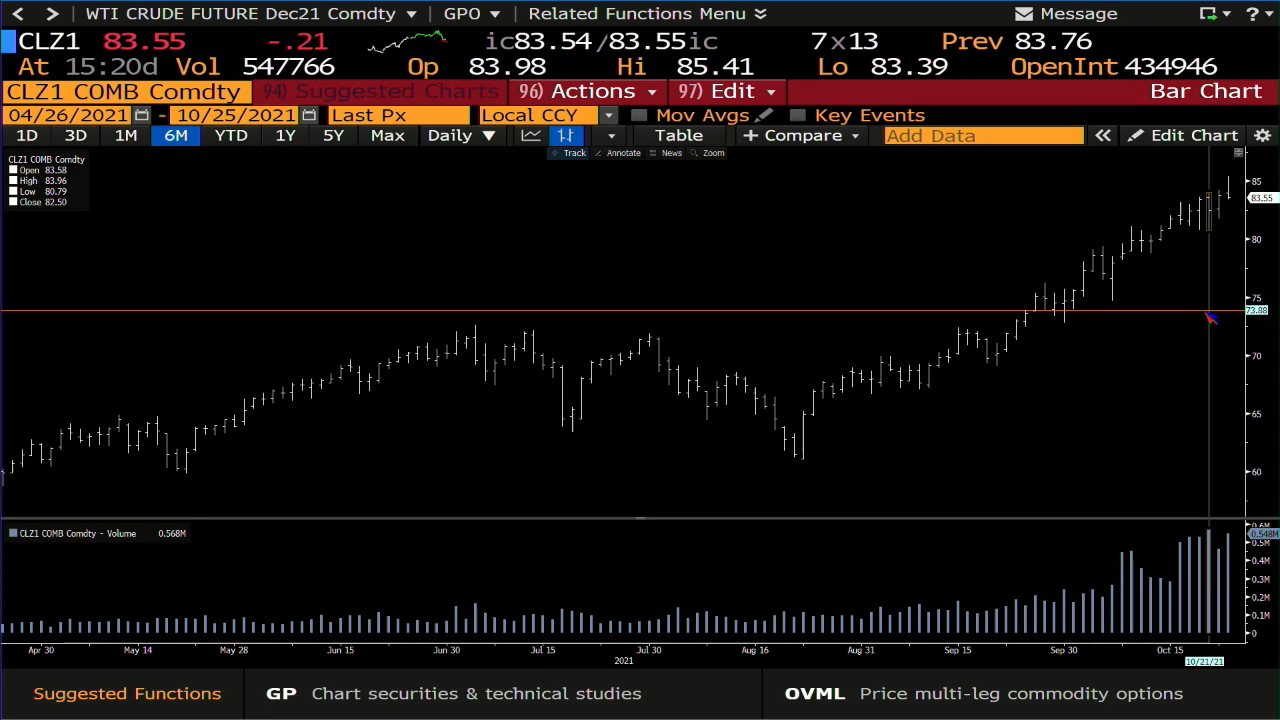 WTI CRUDE FUTURE Dec21 Comdty GPO Related Functions Menu Message ?
CLZ1 83.55 -.21 ic83.54/83.55ic 7x13 Prev 83.76
At 15:20d Vol 547766 Op 83.98 Hi 85.41 Lo 83.39 OpenInt 434946
CLZ1 COMB Comdty 94) Suggested Charts 96) Actions 97) Edit Bar Chart
04/26/2021 - 10/25/2021 Last Px Local CCY Mov Avgs Key Events
1D 3D 1M 6M YTD 1Y 5Y Max Daily Table + Compare Add Data Edit Chart
Track Annotate News Zoom
CLZ1 COMB Comdty
Open 83.58
High 83.96
Low 80.79
Close 82.50
85
83.55
80
75
73.88
70
65
60
CLZ1 COMB Comdty - Volume 0.568M
0.6M
0.548M
0.5M
0.4M
0.3M
0.2M
0.1M
0
Apr 30 May 14 May 28 Jun 15 Jun 30 Jul 15 Jul 30 Aug 16 Aug 31 Sep 15 Sep 30 Oct 15
2021 10/21/21
Suggested Functions GP Chart securities & technical studies OVML Price multi-leg commodity options